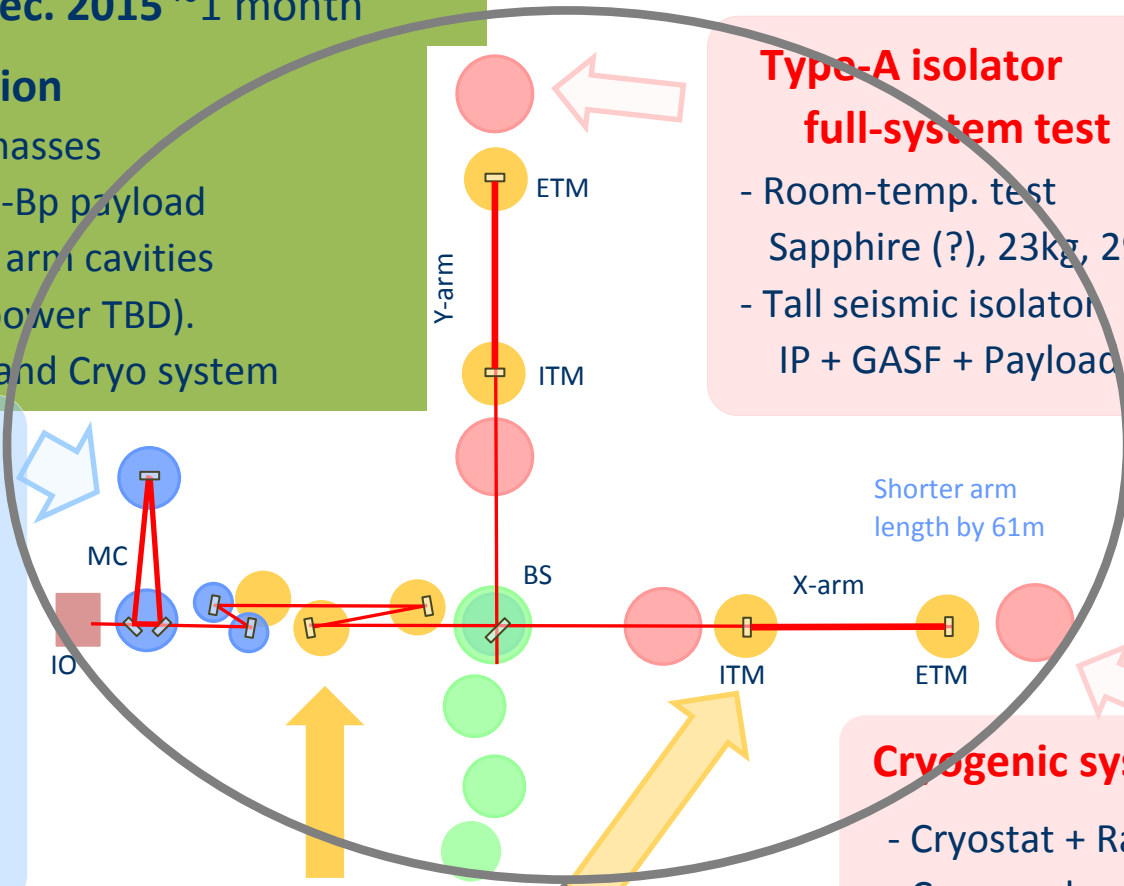 ec. 2015 ~1 month
ion
nasses
-Bp payload
arm cavities
power TBD).
and Cryo system
Type-A isolator
full-system test
- Room-temp. test
Sapphire (?), 23kg, 29
- Tall seismic isolator
IP + GASF + Payload
ETM
Y-arm
ITM
Shorter arm
length by 61m
MC
BS
X-arm
IO
ITM
ETM
Cryogenic sys
- Cryostat + Ra